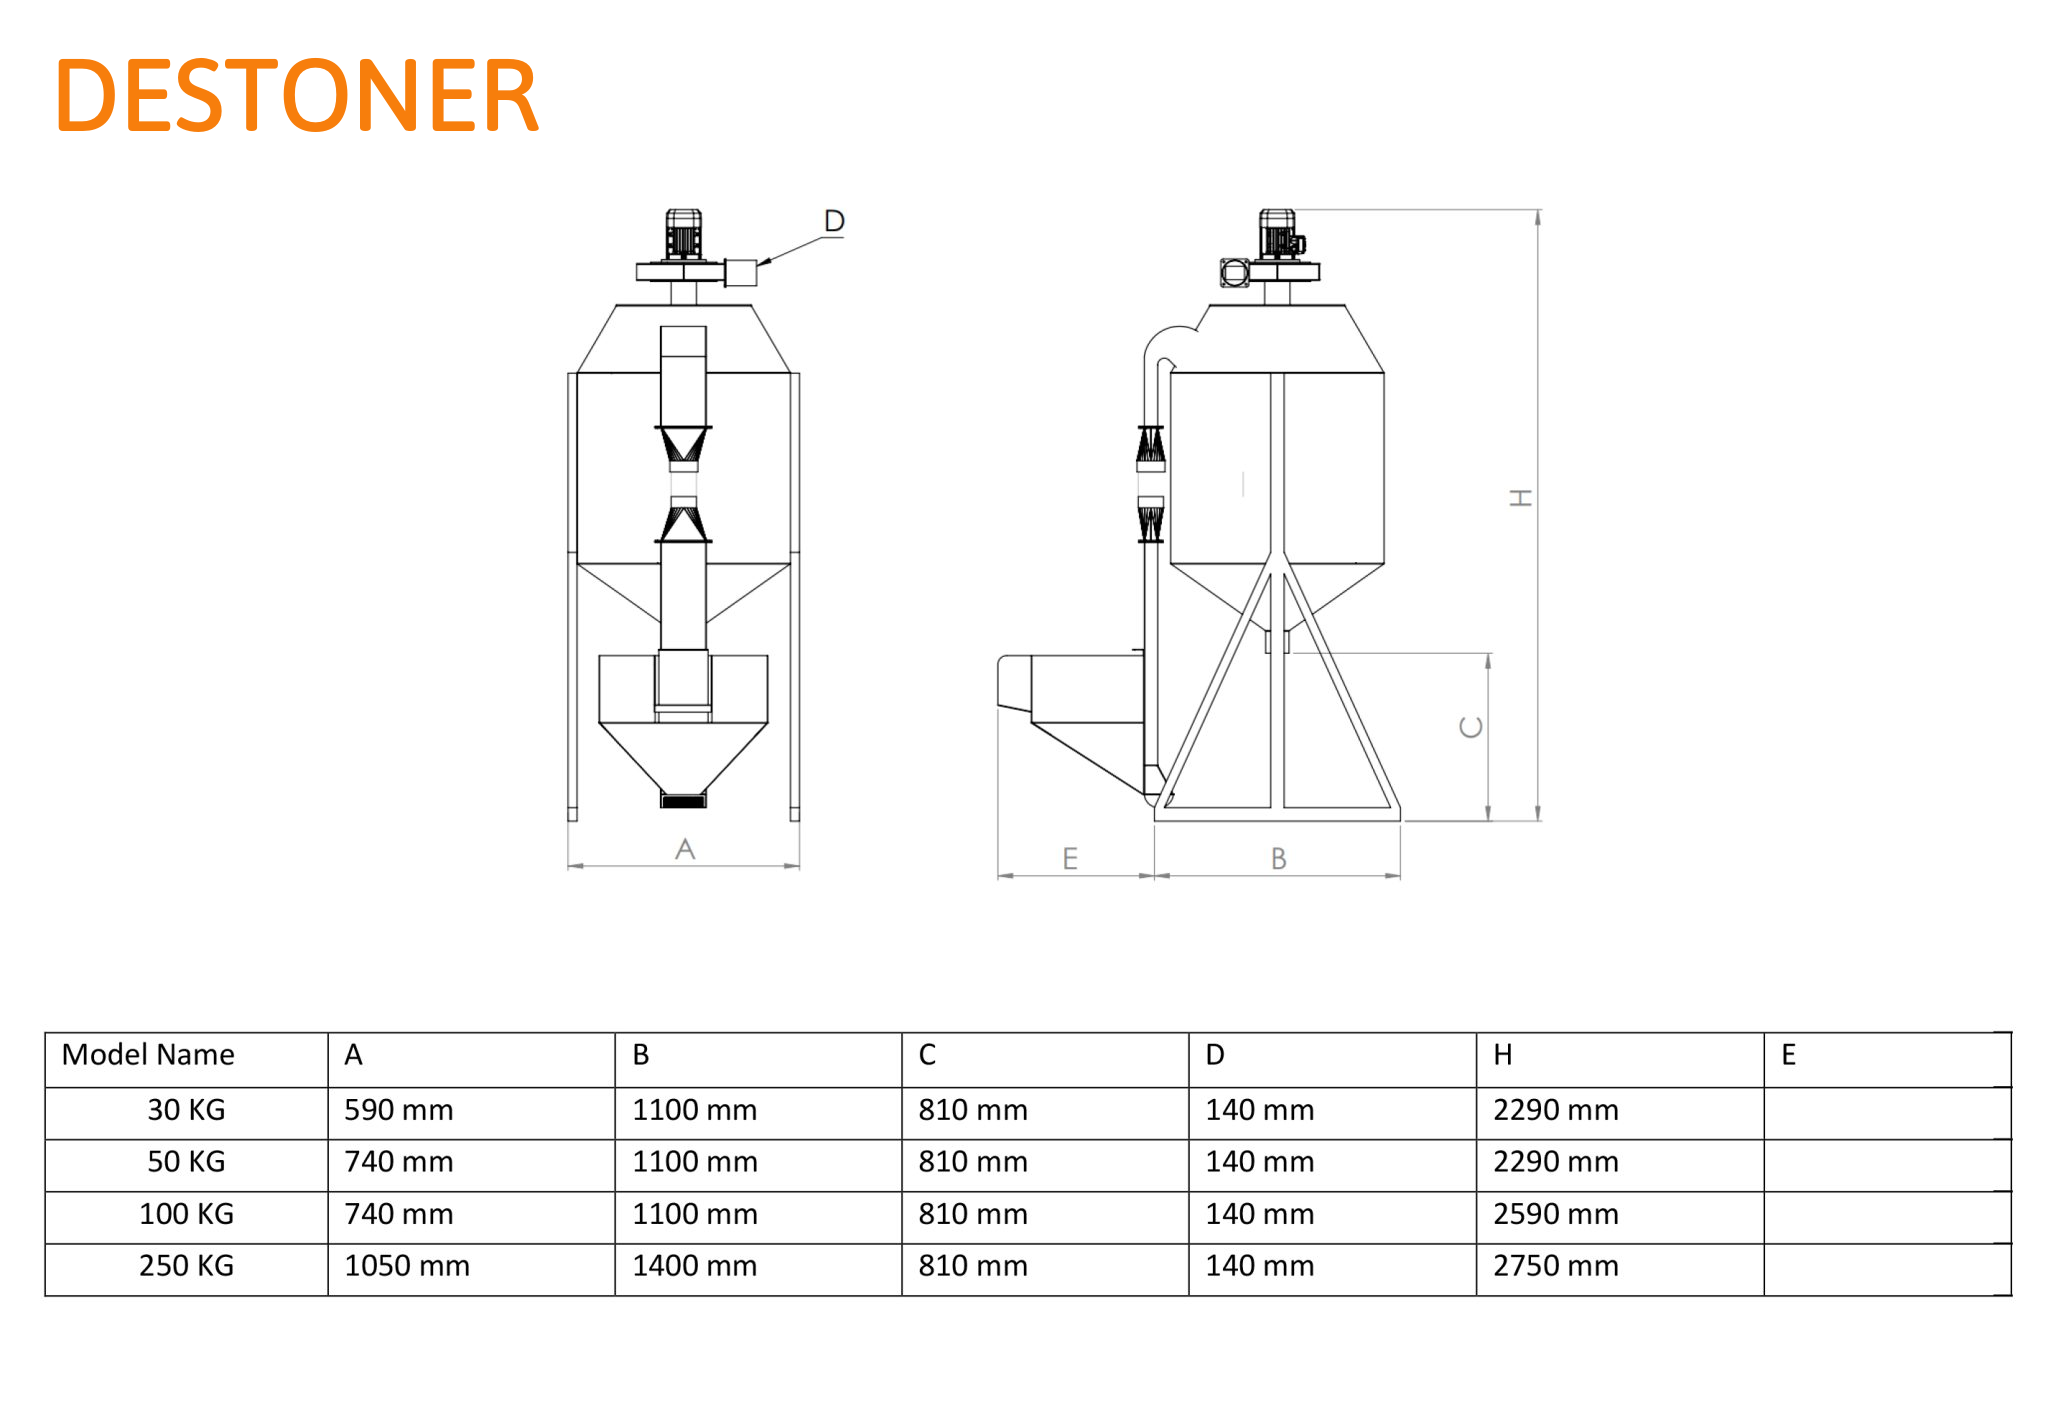 DESTONER
D
H
C
A
E
B
Model Name A B C D H E
30 KG 590 mm 1100 mm 810 mm 140 mm 2290 mm
50 KG 740 mm 1100 mm 810 mm 140 mm 2290 mm
100 KG 740 mm 1100 mm 810 mm 140 mm 2590 mm
250 KG 1050 mm 1400 mm 810 mm 140 mm 2750 mm